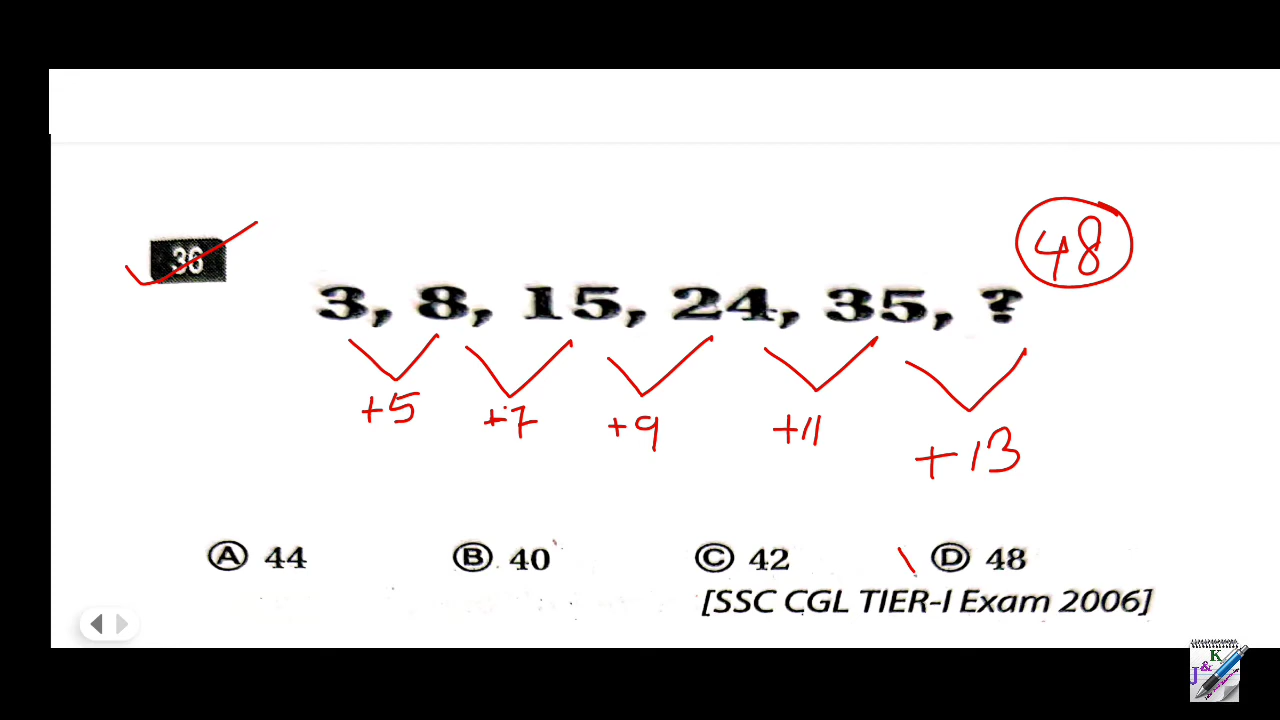 48
36
3, 8, 15, 24, 35, ?
+5 +7 +9 +11 +13
Ⓐ 44 Ⓑ 40 Ⓒ 42 Ⓓ 48
[SSC CGL TIER-I Exam 2006]
J & K